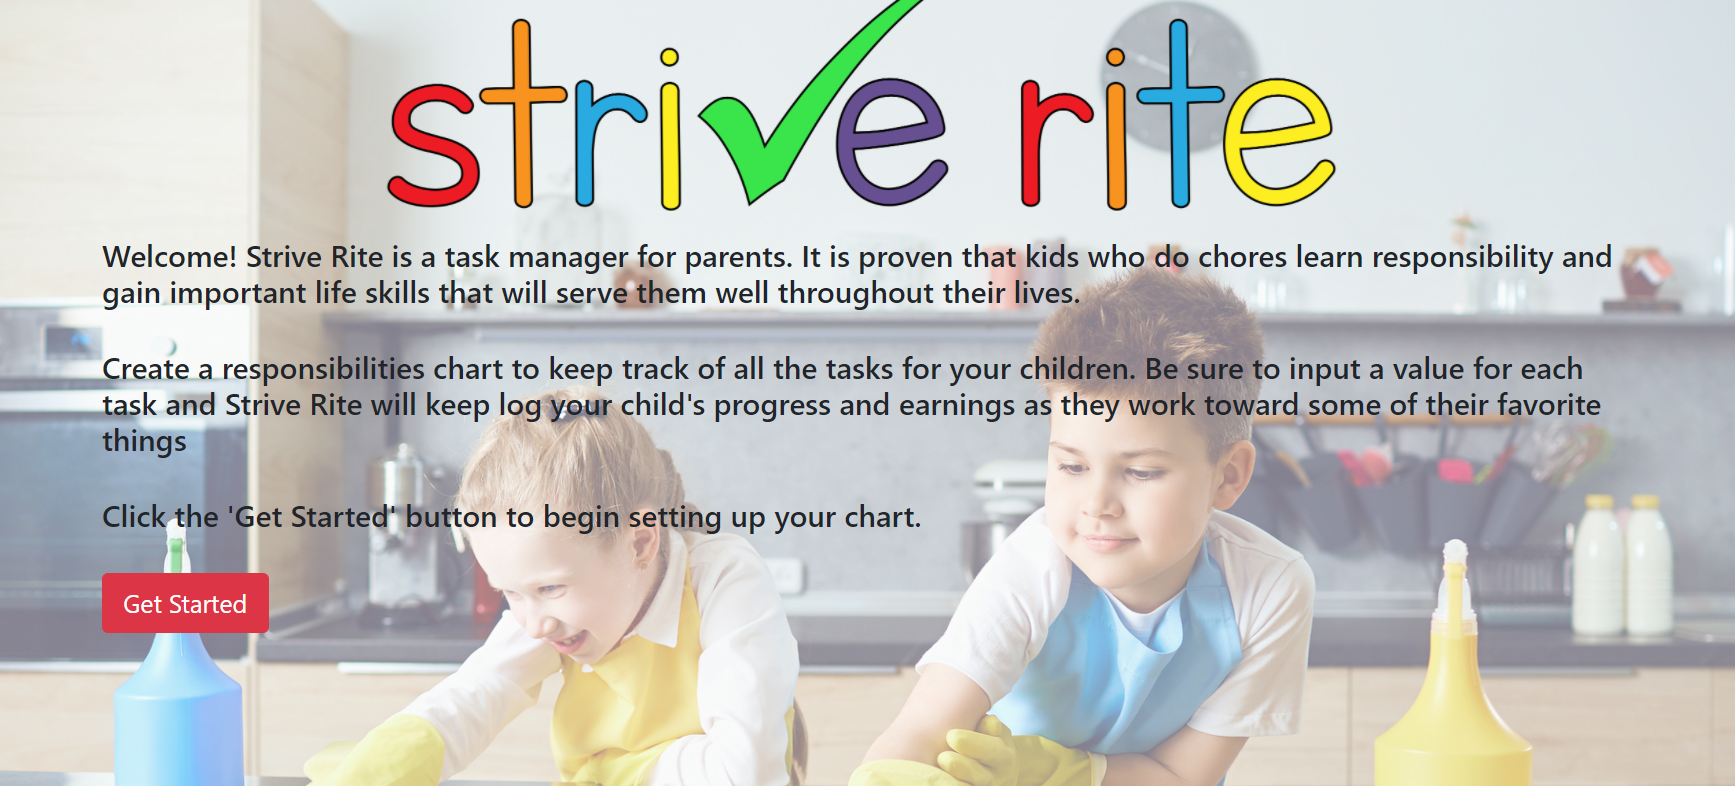 strive rite
Welcome! Strive Rite is a task manager for parents. It is proven that kids who do chores learn responsibility and
gain important life skills that will serve them well throughout their lives.
Create a responsibilities chart to keep track of all the tasks for your children. Be sure to input a value for each
task and Strive Rite will keep log your child's progress and earnings as they work toward some of their favorite
things
Click the 'Get Started' button to begin setting up your chart.
Get Started